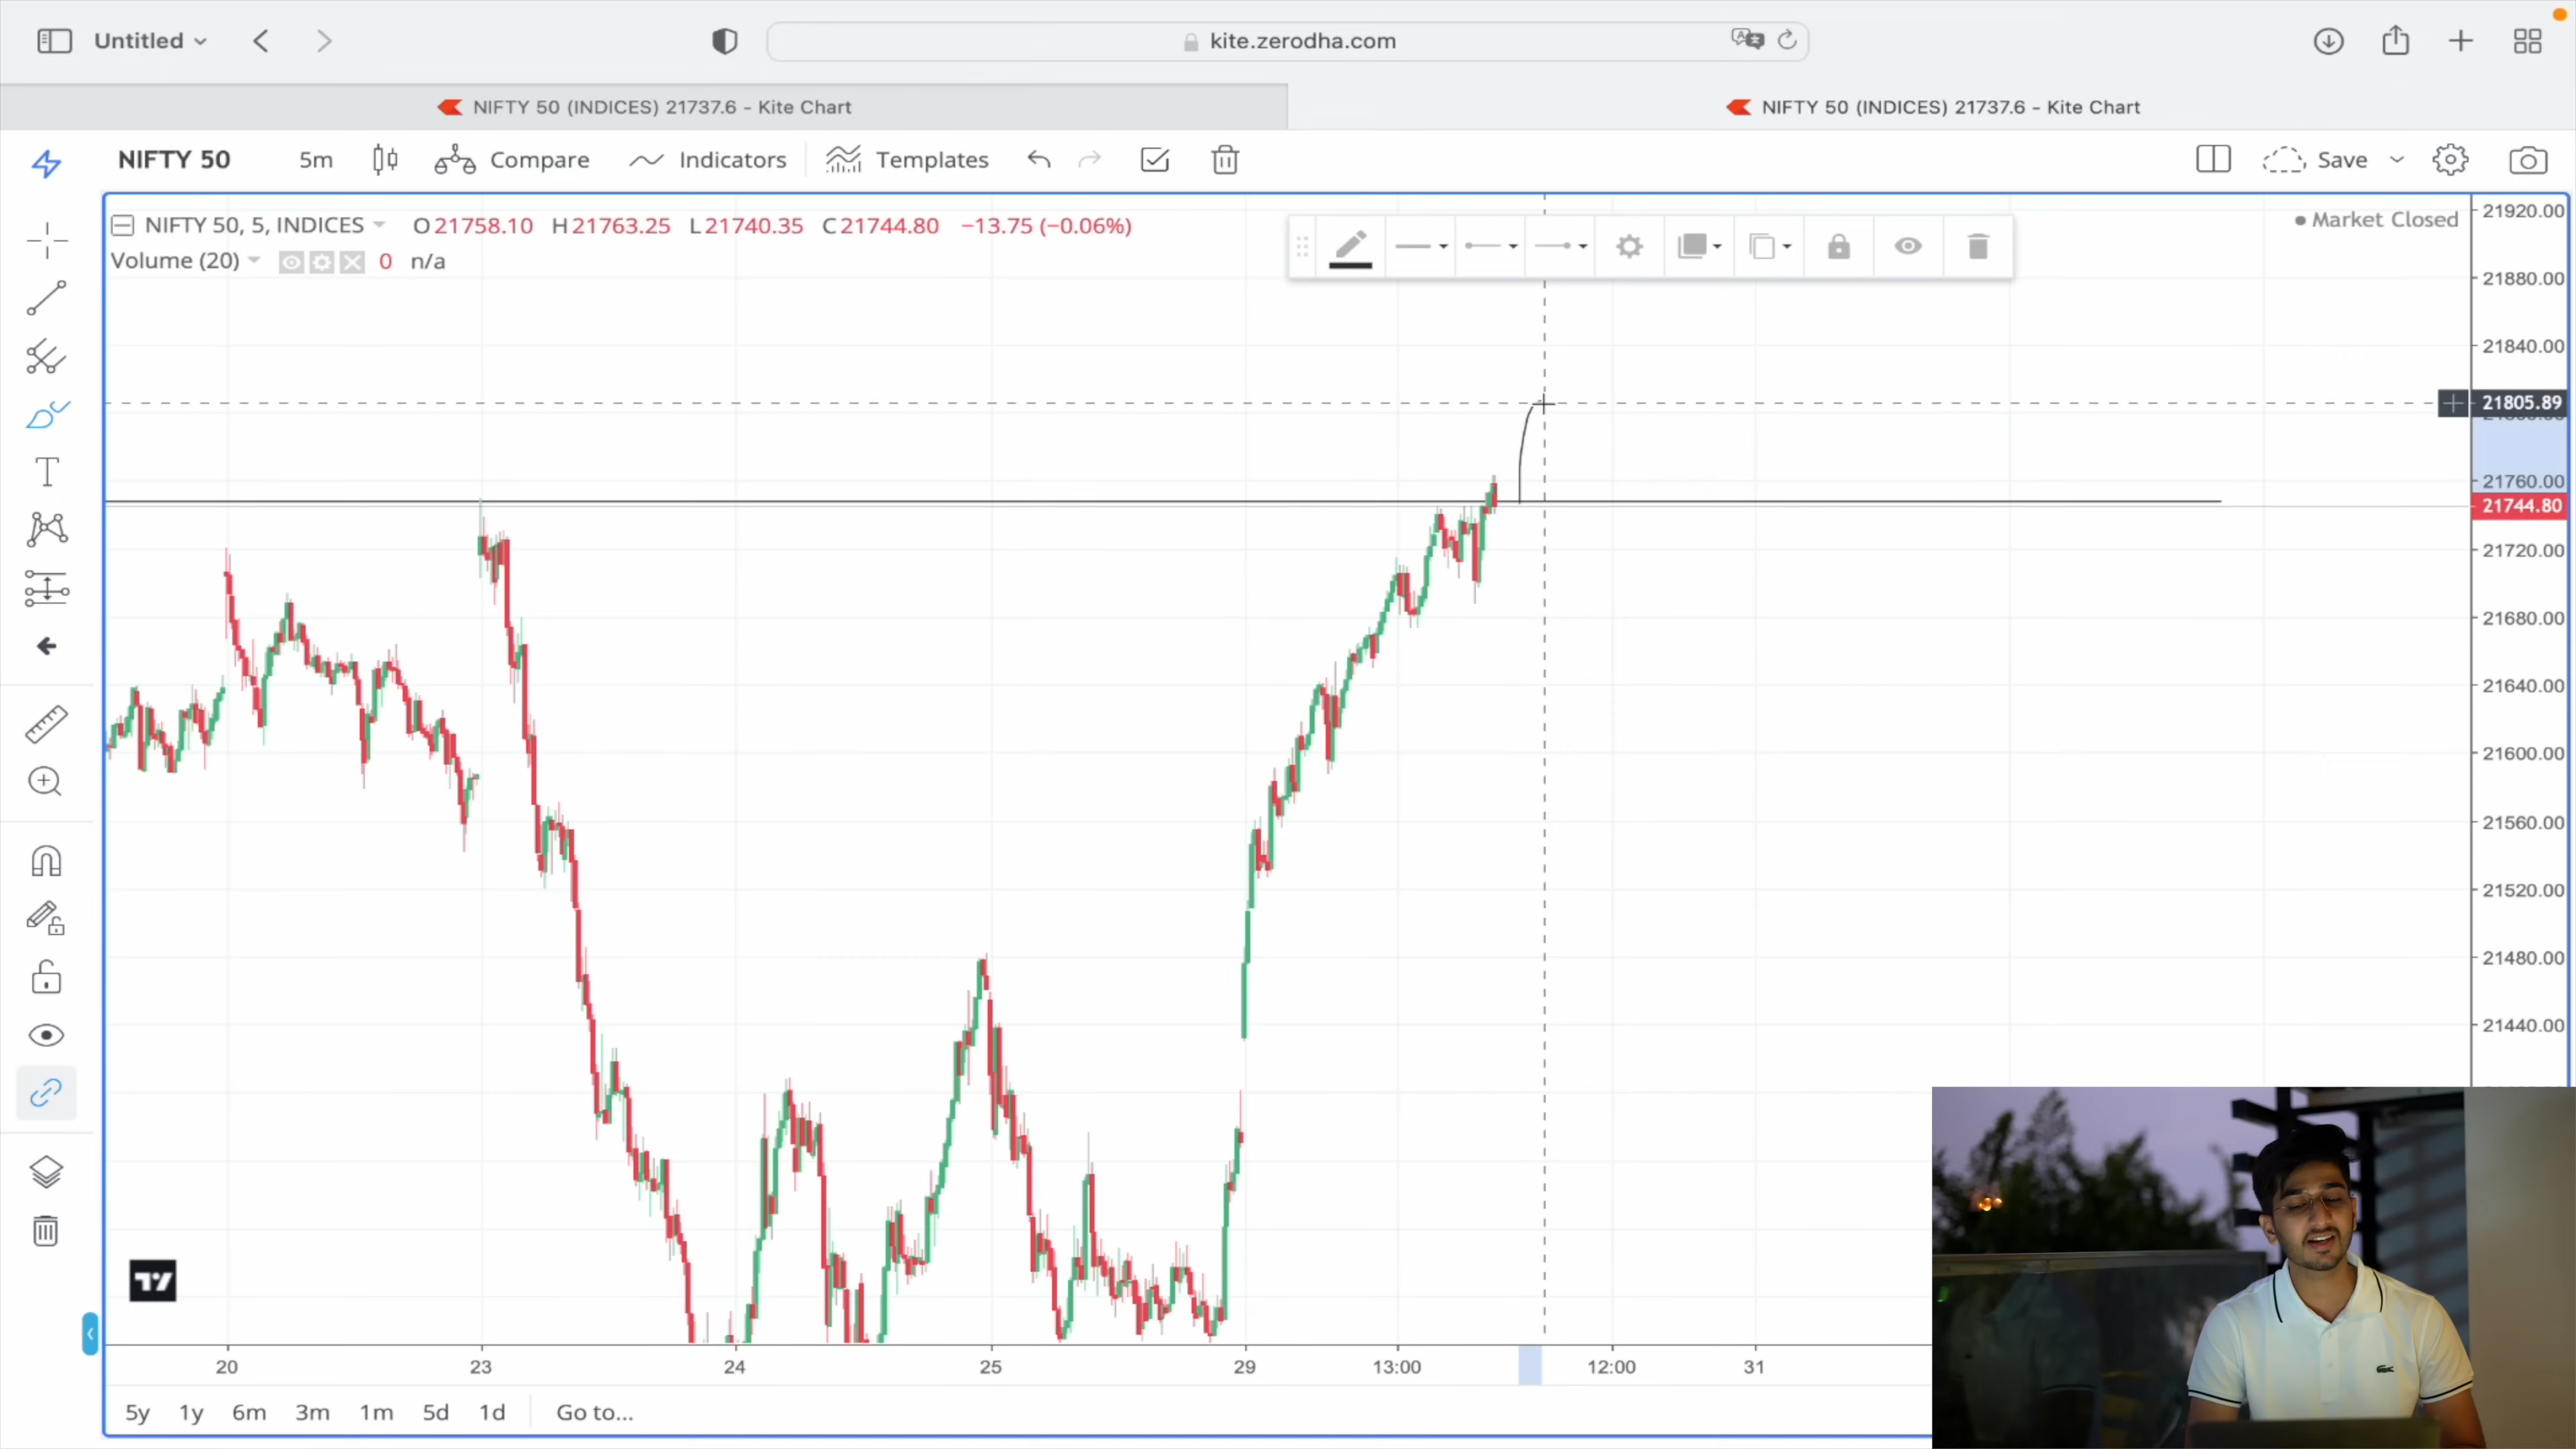 Untitled
kite.zerodha.com
NIFTY 50 (INDICES) 21737.6 - Kite Chart
NIFTY 50 (INDICES) 21737.6 - Kite Chart
NIFTY 50 5m Compare Indicators Templates Save
NIFTY 50, 5, INDICES O21758.10 H21763.25 L21740.35 C21744.80 −13.75 (−0.06%)
Market Closed
Volume (20) 0 n/a
21920.00
21880.00
21840.00
21805.89
21760.00
21744.80
21720.00
21680.00
21640.00
21600.00
21560.00
21520.00
21480.00
21440.00
20 23 24 25 29 13:00 12:00 31
5y 1y 6m 3m 1m 5d 1d Go to...